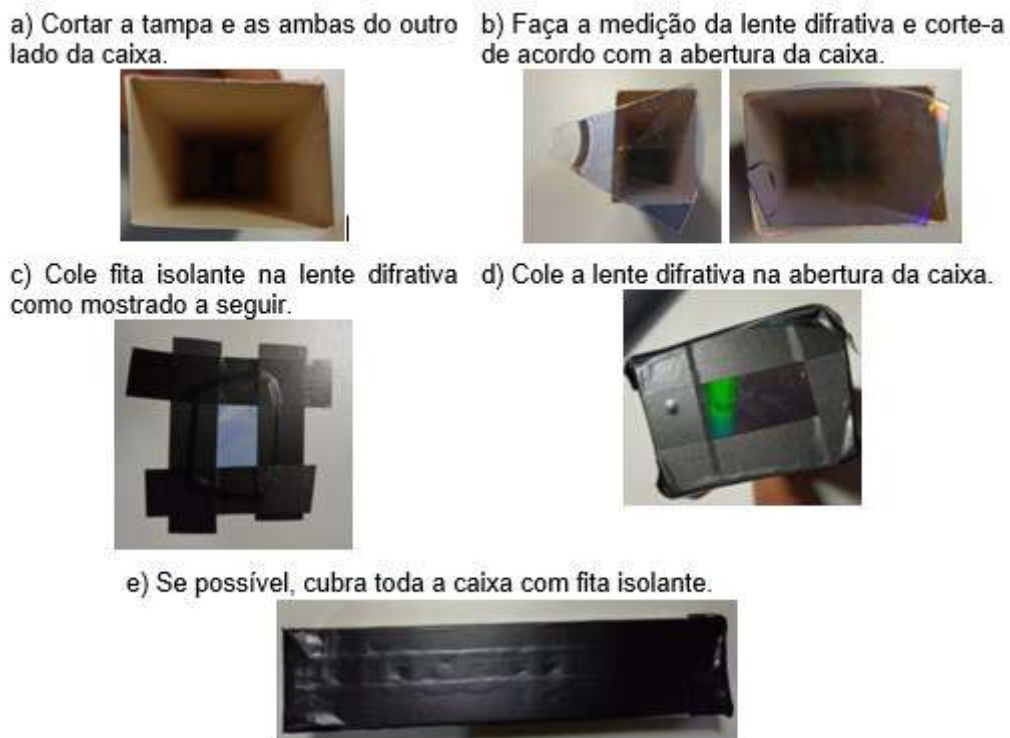 a) Cortar a tampa e as ambas do outro
lado da caixa.
b) Faça a medição da lente difrativa e corte-a
de acordo com a abertura da caixa.
c) Cole fita isolante na lente difrativa
como mostrado a seguir.
d) Cole a lente difrativa na abertura da caixa.
e) Se possível, cubra toda a caixa com fita isolante.